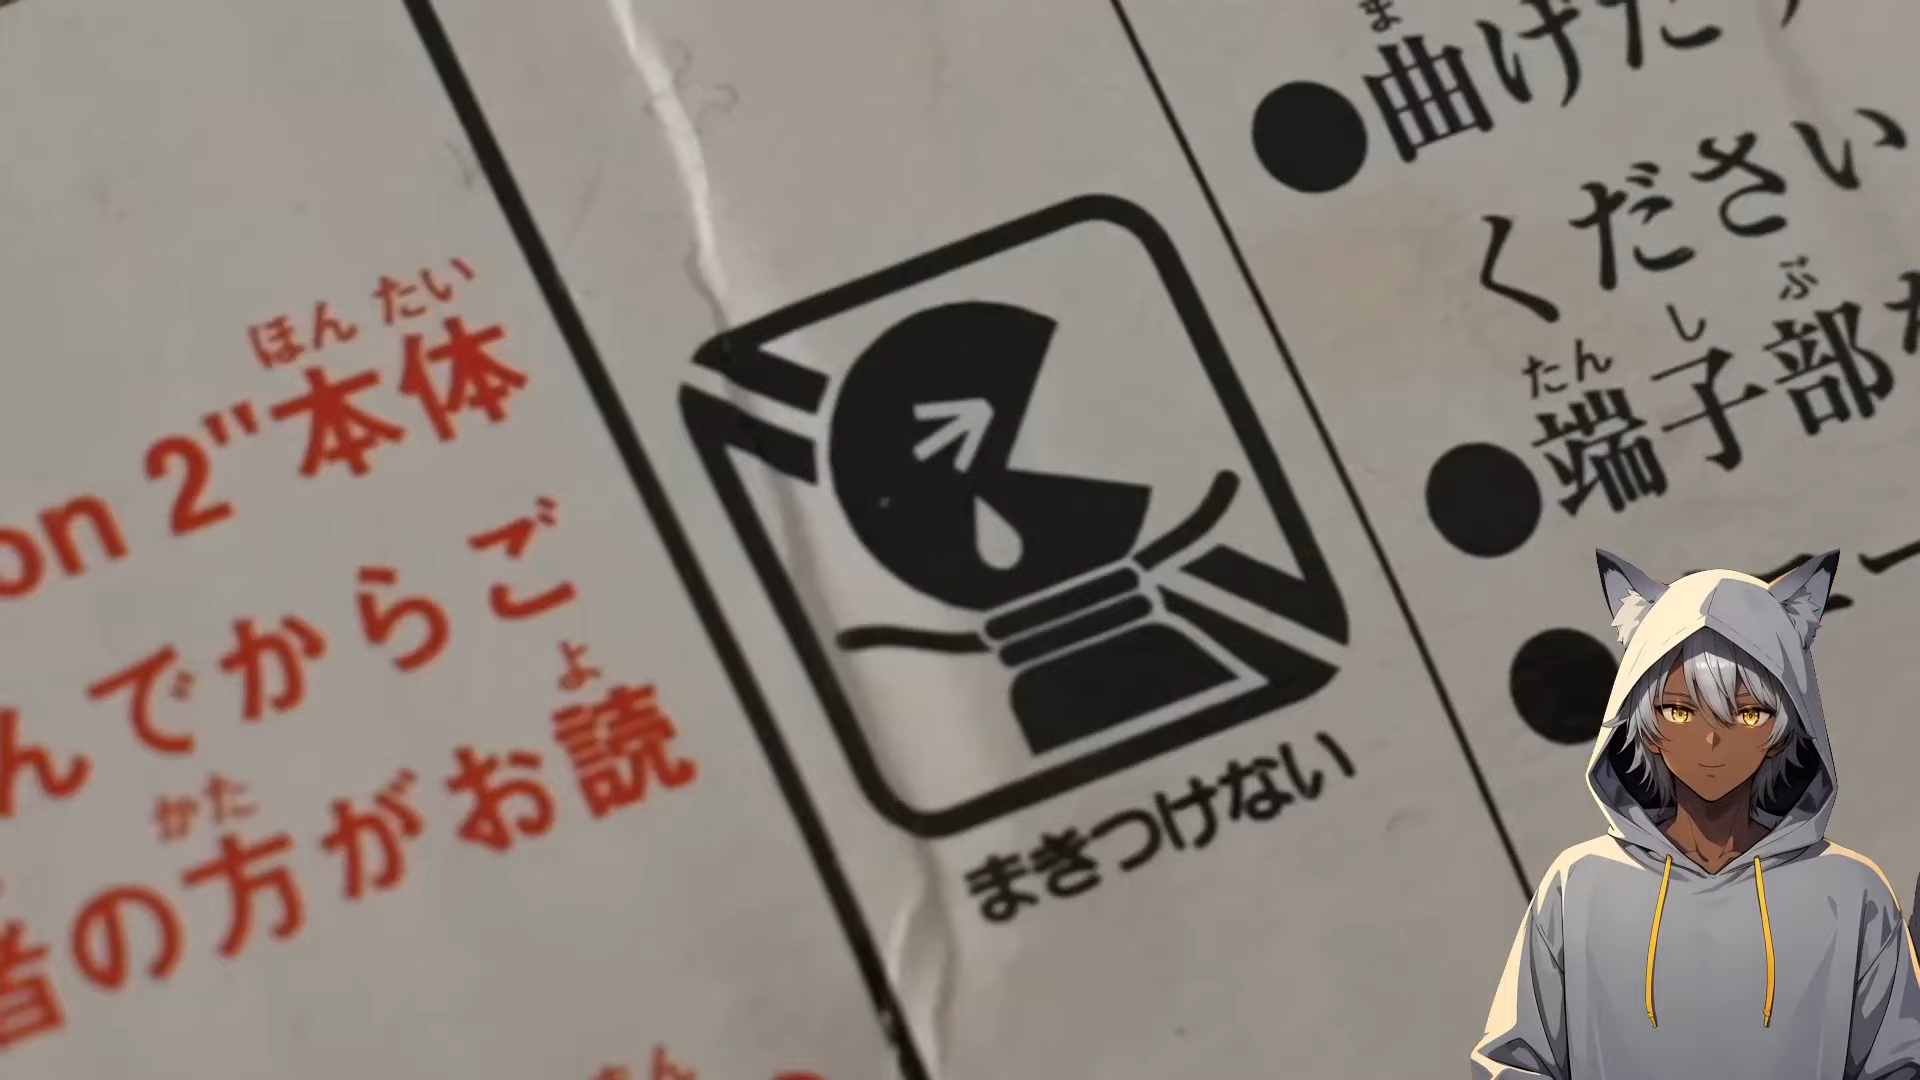 ほん たい
on 2"本体
んでからご
かた よ
者の方がお読
まきつけない
ま
●曲げたり
ください
たん し ぶ
●端子部
●